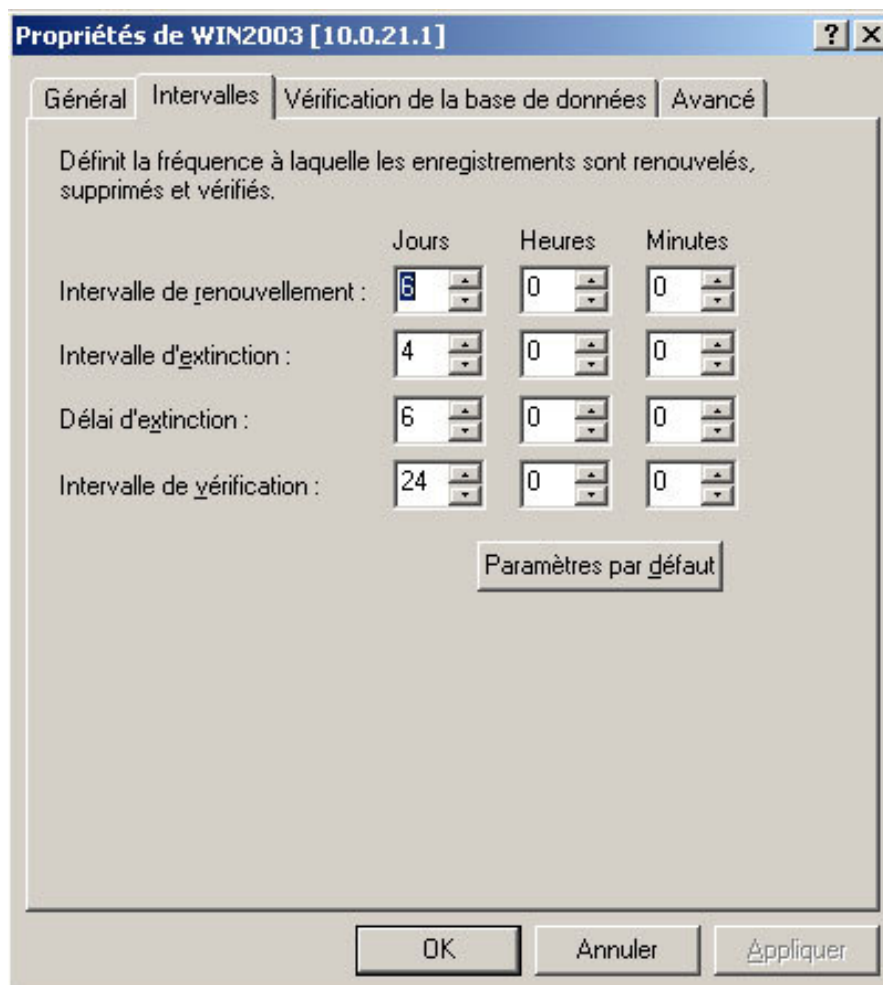 Propriétés de WIN2003 [10.0.21.1]
Général Intervalles Vérification de la base de données Avancé
Définit la fréquence à laquelle les enregistrements sont renouvelés,
supprimés et vérifiés.
Jours Heures Minutes
Intervalle de renouvellement : 6 0 0
Intervalle d'extinction : 4 0 0
Délai d'extinction : 6 0 0
Intervalle de vérification : 24 0 0
Paramètres par défaut
OK Annuler Appliquer